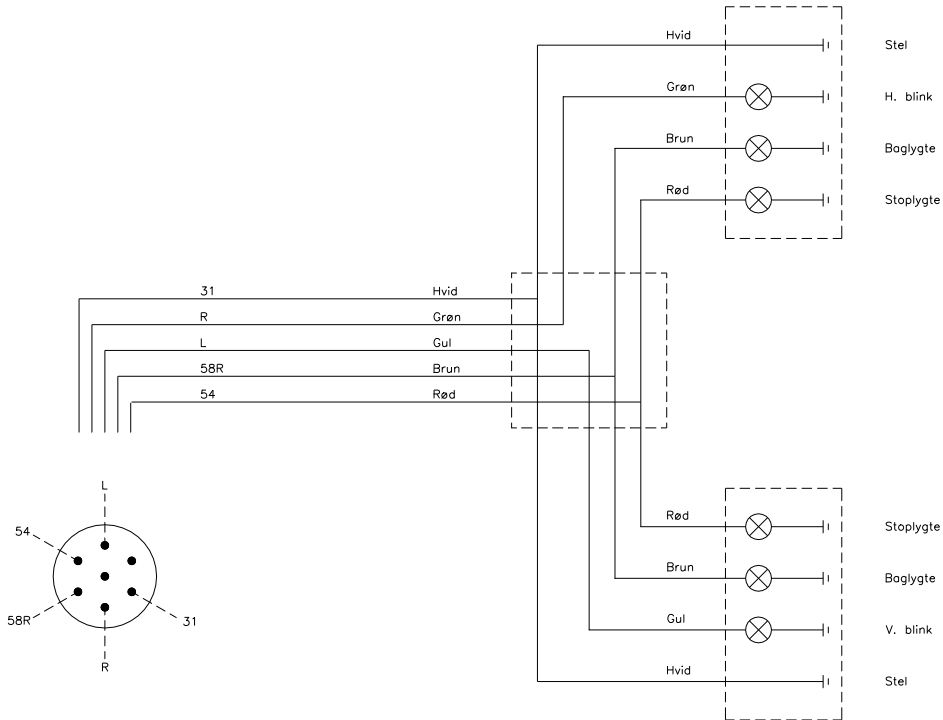 Hvid Stel
Grøn H. blink
Brun Baglygte
Rød Stoplygte
31 Hvid
R Grøn
L Gul
58R Brun
54 Rød
L
54
58R
31
R
Rød Stoplygte
Brun Baglygte
Gul V. blink
Hvid Stel